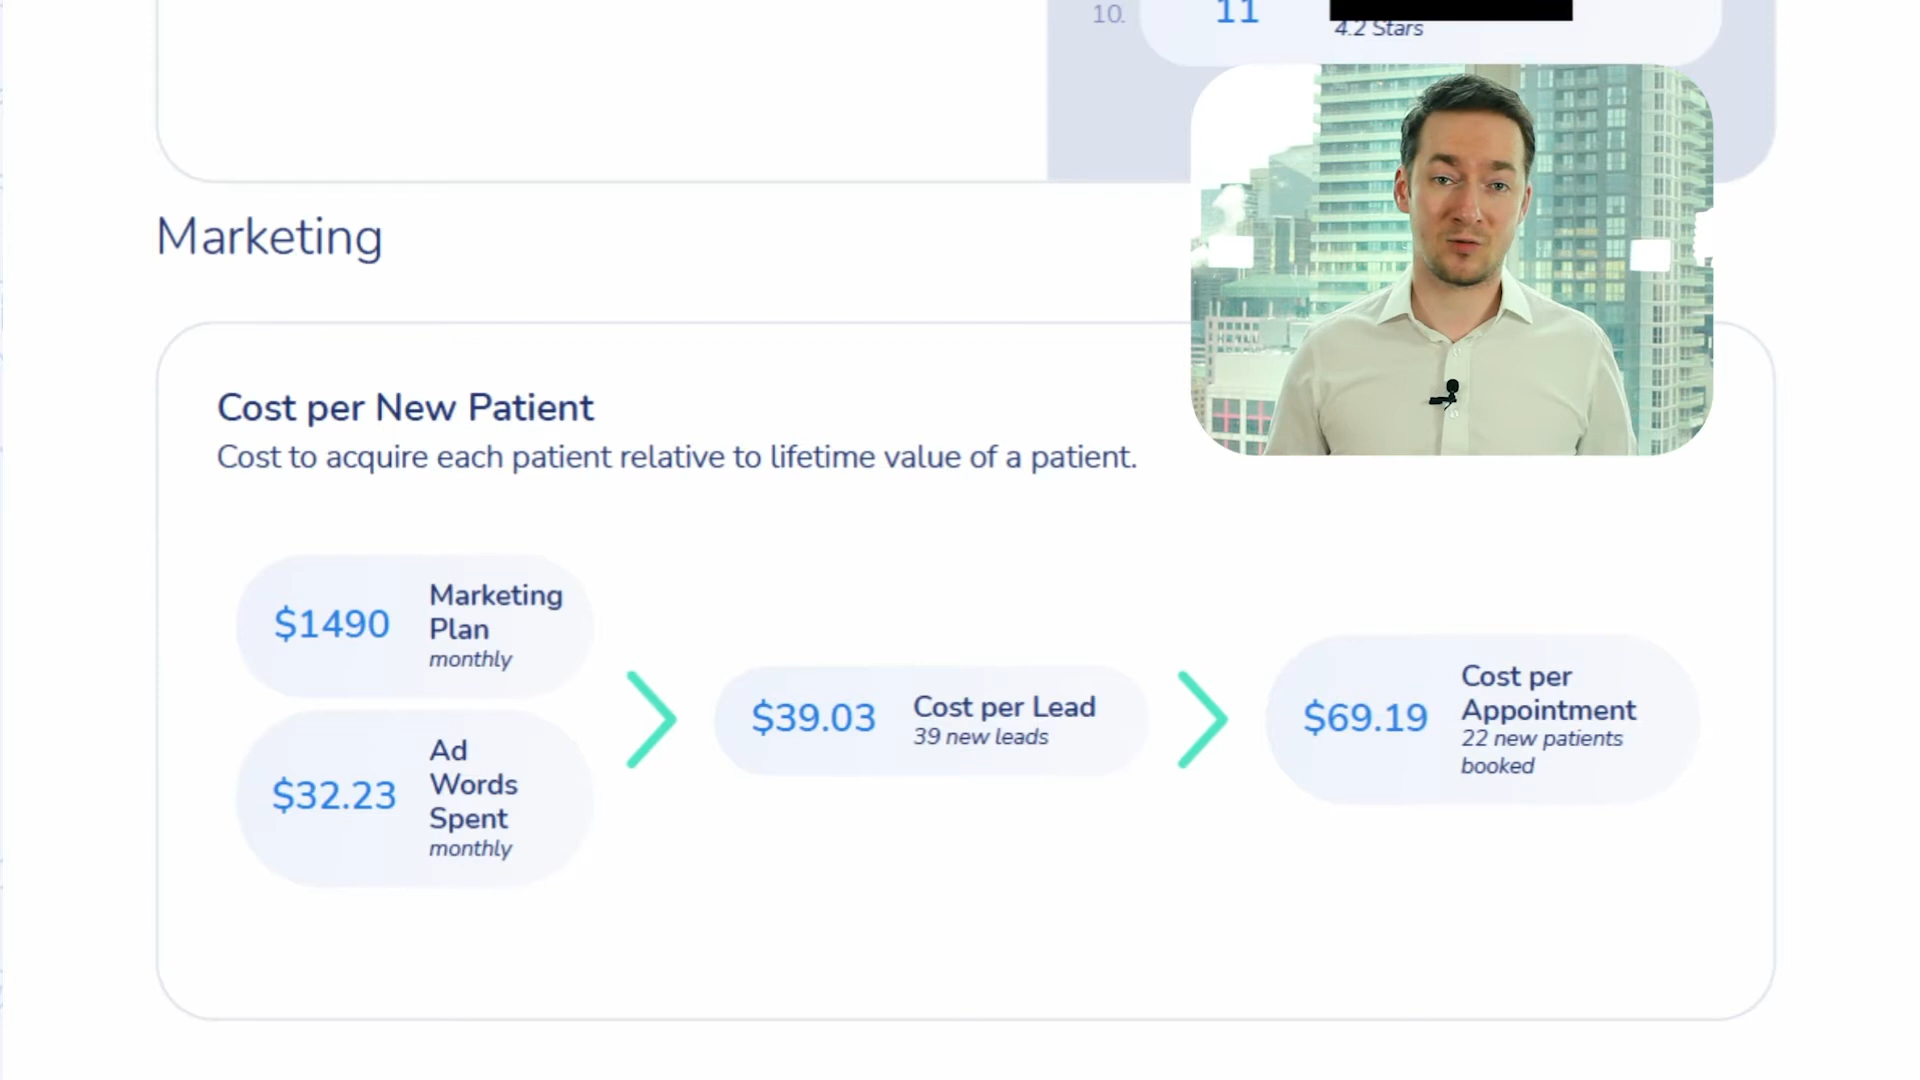 10.
11
4.2 Stars
Marketing
Cost per New Patient
Cost to acquire each patient relative to lifetime value of a patient.
$1490
Marketing
Plan
monthly
$32.23
Ad
Words
Spent
monthly
$39.03
Cost per Lead
39 new leads
$69.19
Cost per
Appointment
22 new patients
booked